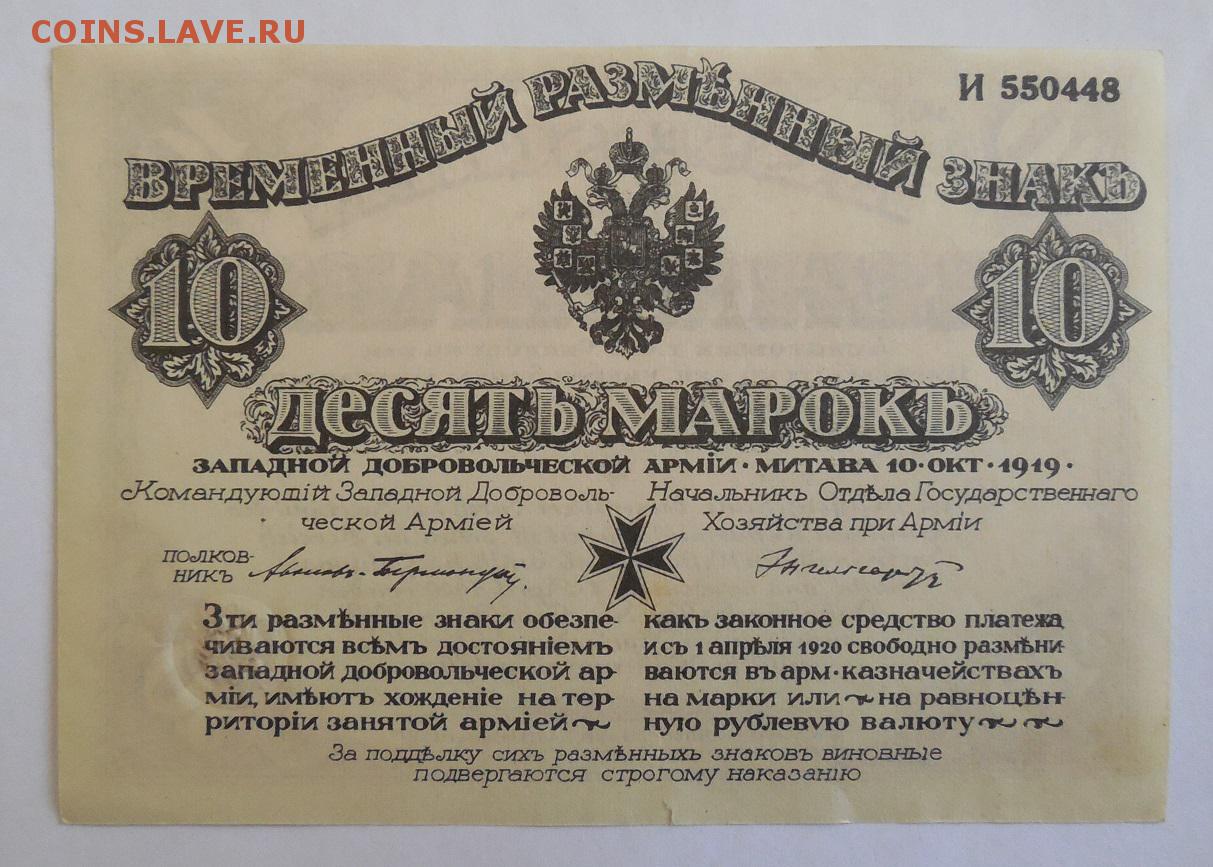 COINS.LAVE.RU
И 550448
ВРЕМЕННЫЙ РАЗМѢННЫЙ ЗНАКЪ
10 10
ДЕСЯТЬ МАРОКЪ
ЗАПАДНОЙ ДОБРОВОЛЬЧЕСКОЙ АРМІИ · МИТАВА 10 · ОКТ · 1919 ·
Командующій Западной Доброволь-
ческой Арміей
Начальникъ Отдѣла Государственнаго
Хозяйства при Арміи
ПОЛКОВ-
НИКЪ
Эти размѣнные знаки обезпе-
чиваются всѣмъ достояніемъ
западной добровольческой ар-
міи, имѣютъ хожденіе на тер-
риторіи занятой арміей
какъ законное средство платежа
и съ 1 апрѣля 1920 свободно размѣни-
ваются въ арм · казначействахъ
на марки или на равноцѣн-
ную рублевую валюту
За поддѣлку сихъ размѣнныхъ знаковъ виновные
подвергаются строгому наказанію